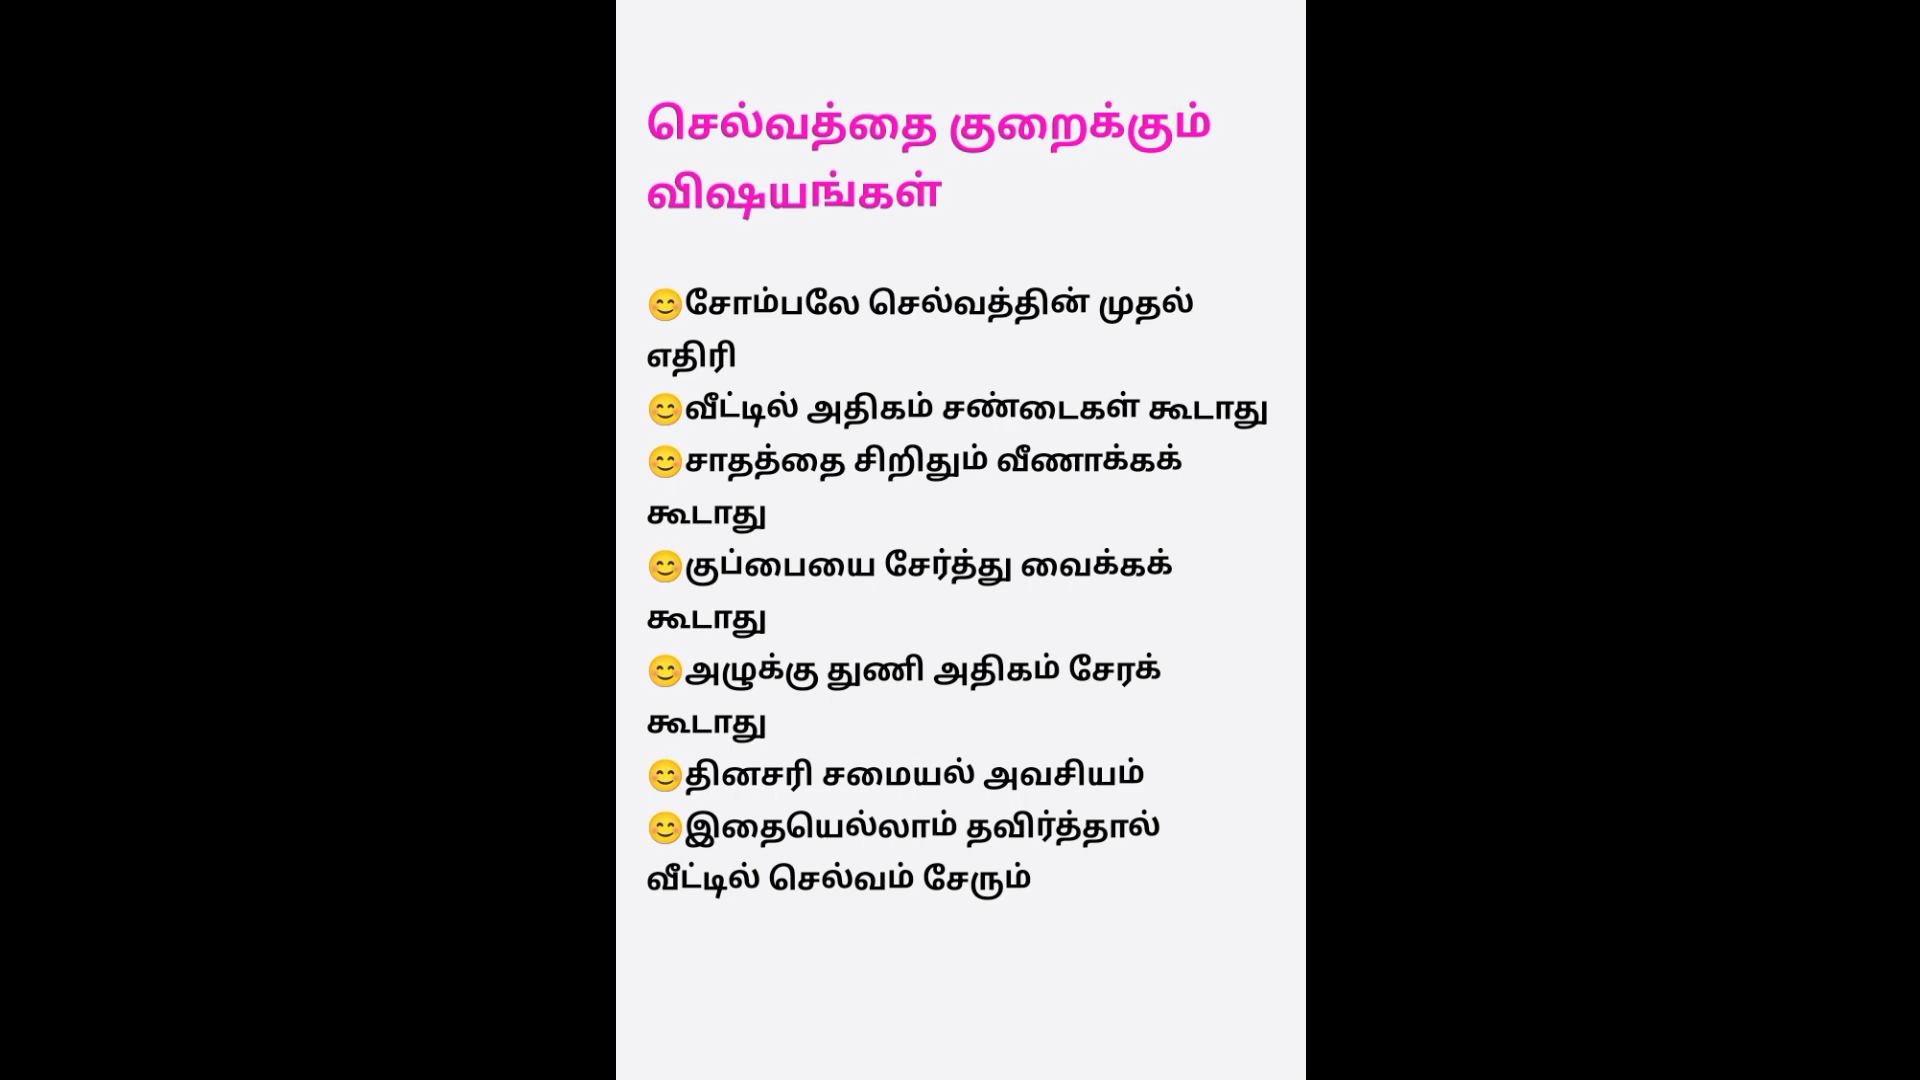 செல்வத்தை குறைக்கும்
விஷயங்கள்
😊சோம்பலே செல்வத்தின் முதல்
எதிரி
😊வீட்டில் அதிகம் சண்டைகள் கூடாது
😊சாதத்தை சிறிதும் வீணாக்கக்
கூடாது
😊குப்பையை சேர்த்து வைக்கக்
கூடாது
😊அழுக்கு துணி அதிகம் சேரக்
கூடாது
😊தினசரி சமையல் அவசியம்
😊இதையெல்லாம் தவிர்த்தால்
வீட்டில் செல்வம் சேரும்